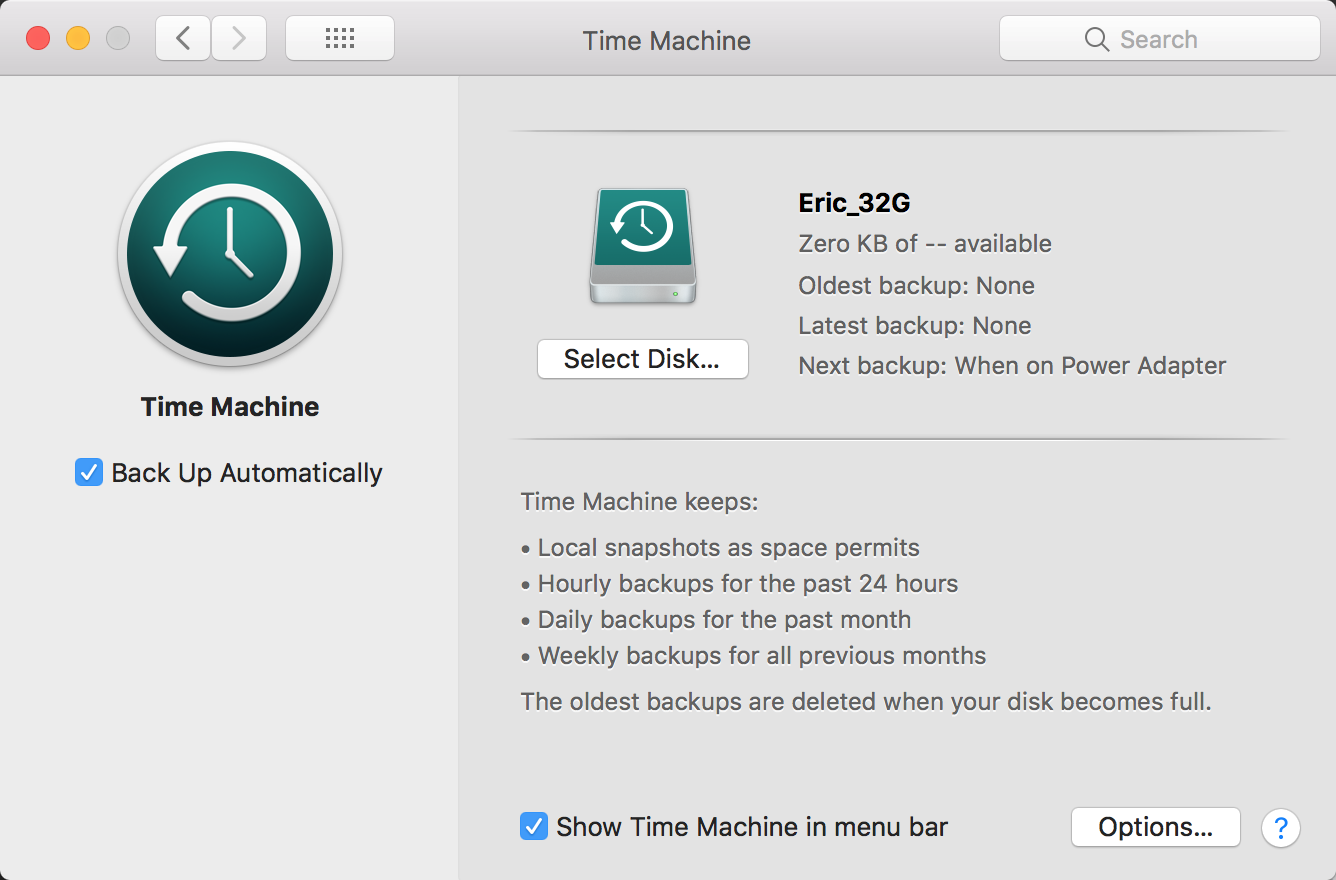 Time Machine
Search
Time Machine
Back Up Automatically
Eric_32G
Zero KB of -- available
Oldest backup: None
Latest backup: None
Next backup: When on Power Adapter
Select Disk...
Time Machine keeps:
• Local snapshots as space permits
• Hourly backups for the past 24 hours
• Daily backups for the past month
• Weekly backups for all previous months
The oldest backups are deleted when your disk becomes full.
Show Time Machine in menu bar
Options...
?